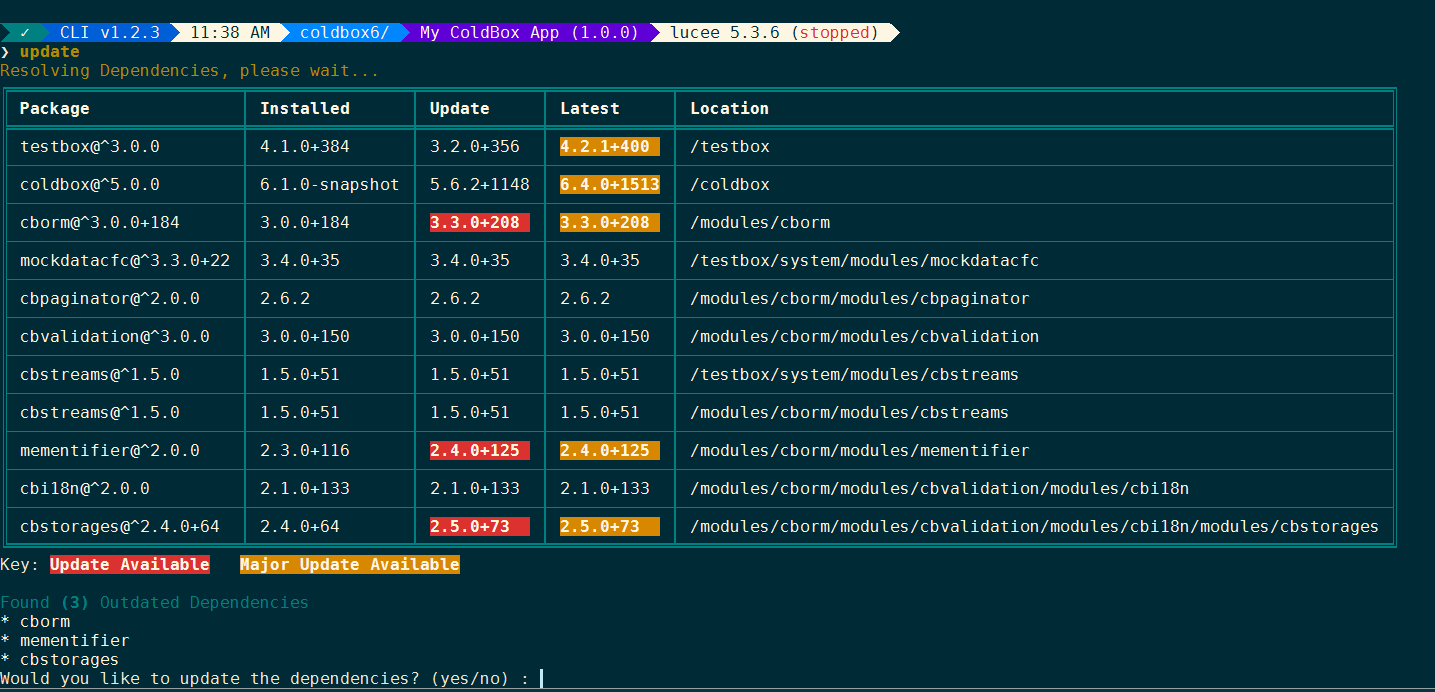 ✓ CLI v1.2.3 11:38 AM coldbox6/ My ColdBox App (1.0.0) lucee 5.3.6 (stopped)
❯ update
Resolving Dependencies, please wait...
Package Installed Update Latest Location
testbox@^3.0.0 4.1.0+384 3.2.0+356 4.2.1+400 /testbox
coldbox@^5.0.0 6.1.0-snapshot 5.6.2+1148 6.4.0+1513 /coldbox
cborm@^3.0.0+184 3.0.0+184 3.3.0+208 3.3.0+208 /modules/cborm
mockdatacfc@^3.3.0+22 3.4.0+35 3.4.0+35 3.4.0+35 /testbox/system/modules/mockdatacfc
cbpaginator@^2.0.0 2.6.2 2.6.2 2.6.2 /modules/cborm/modules/cbpaginator
cbvalidation@^3.0.0 3.0.0+150 3.0.0+150 3.0.0+150 /modules/cborm/modules/cbvalidation
cbstreams@^1.5.0 1.5.0+51 1.5.0+51 1.5.0+51 /testbox/system/modules/cbstreams
cbstreams@^1.5.0 1.5.0+51 1.5.0+51 1.5.0+51 /modules/cborm/modules/cbstreams
mementifier@^2.0.0 2.3.0+116 2.4.0+125 2.4.0+125 /modules/cborm/modules/mementifier
cbi18n@^2.0.0 2.1.0+133 2.1.0+133 2.1.0+133 /modules/cborm/modules/cbvalidation/modules/cbi18n
cbstorages@^2.4.0+64 2.4.0+64 2.5.0+73 2.5.0+73 /modules/cborm/modules/cbvalidation/modules/cbi18n/modules/cbstorages
Key: Update Available Major Update Available
Found (3) Outdated Dependencies
* cborm
* mementifier
* cbstorages
Would you like to update the dependencies? (yes/no) :